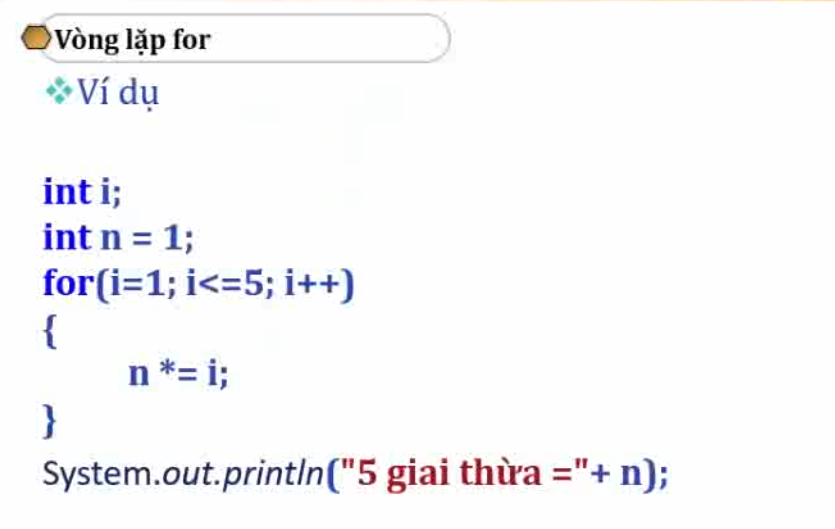 Vòng lặp for
Ví dụ
int i;
int n = 1;
for(i=1; i<=5; i++)
{
n *= i;
}
System.out.println("5 giai thừa ="+ n);